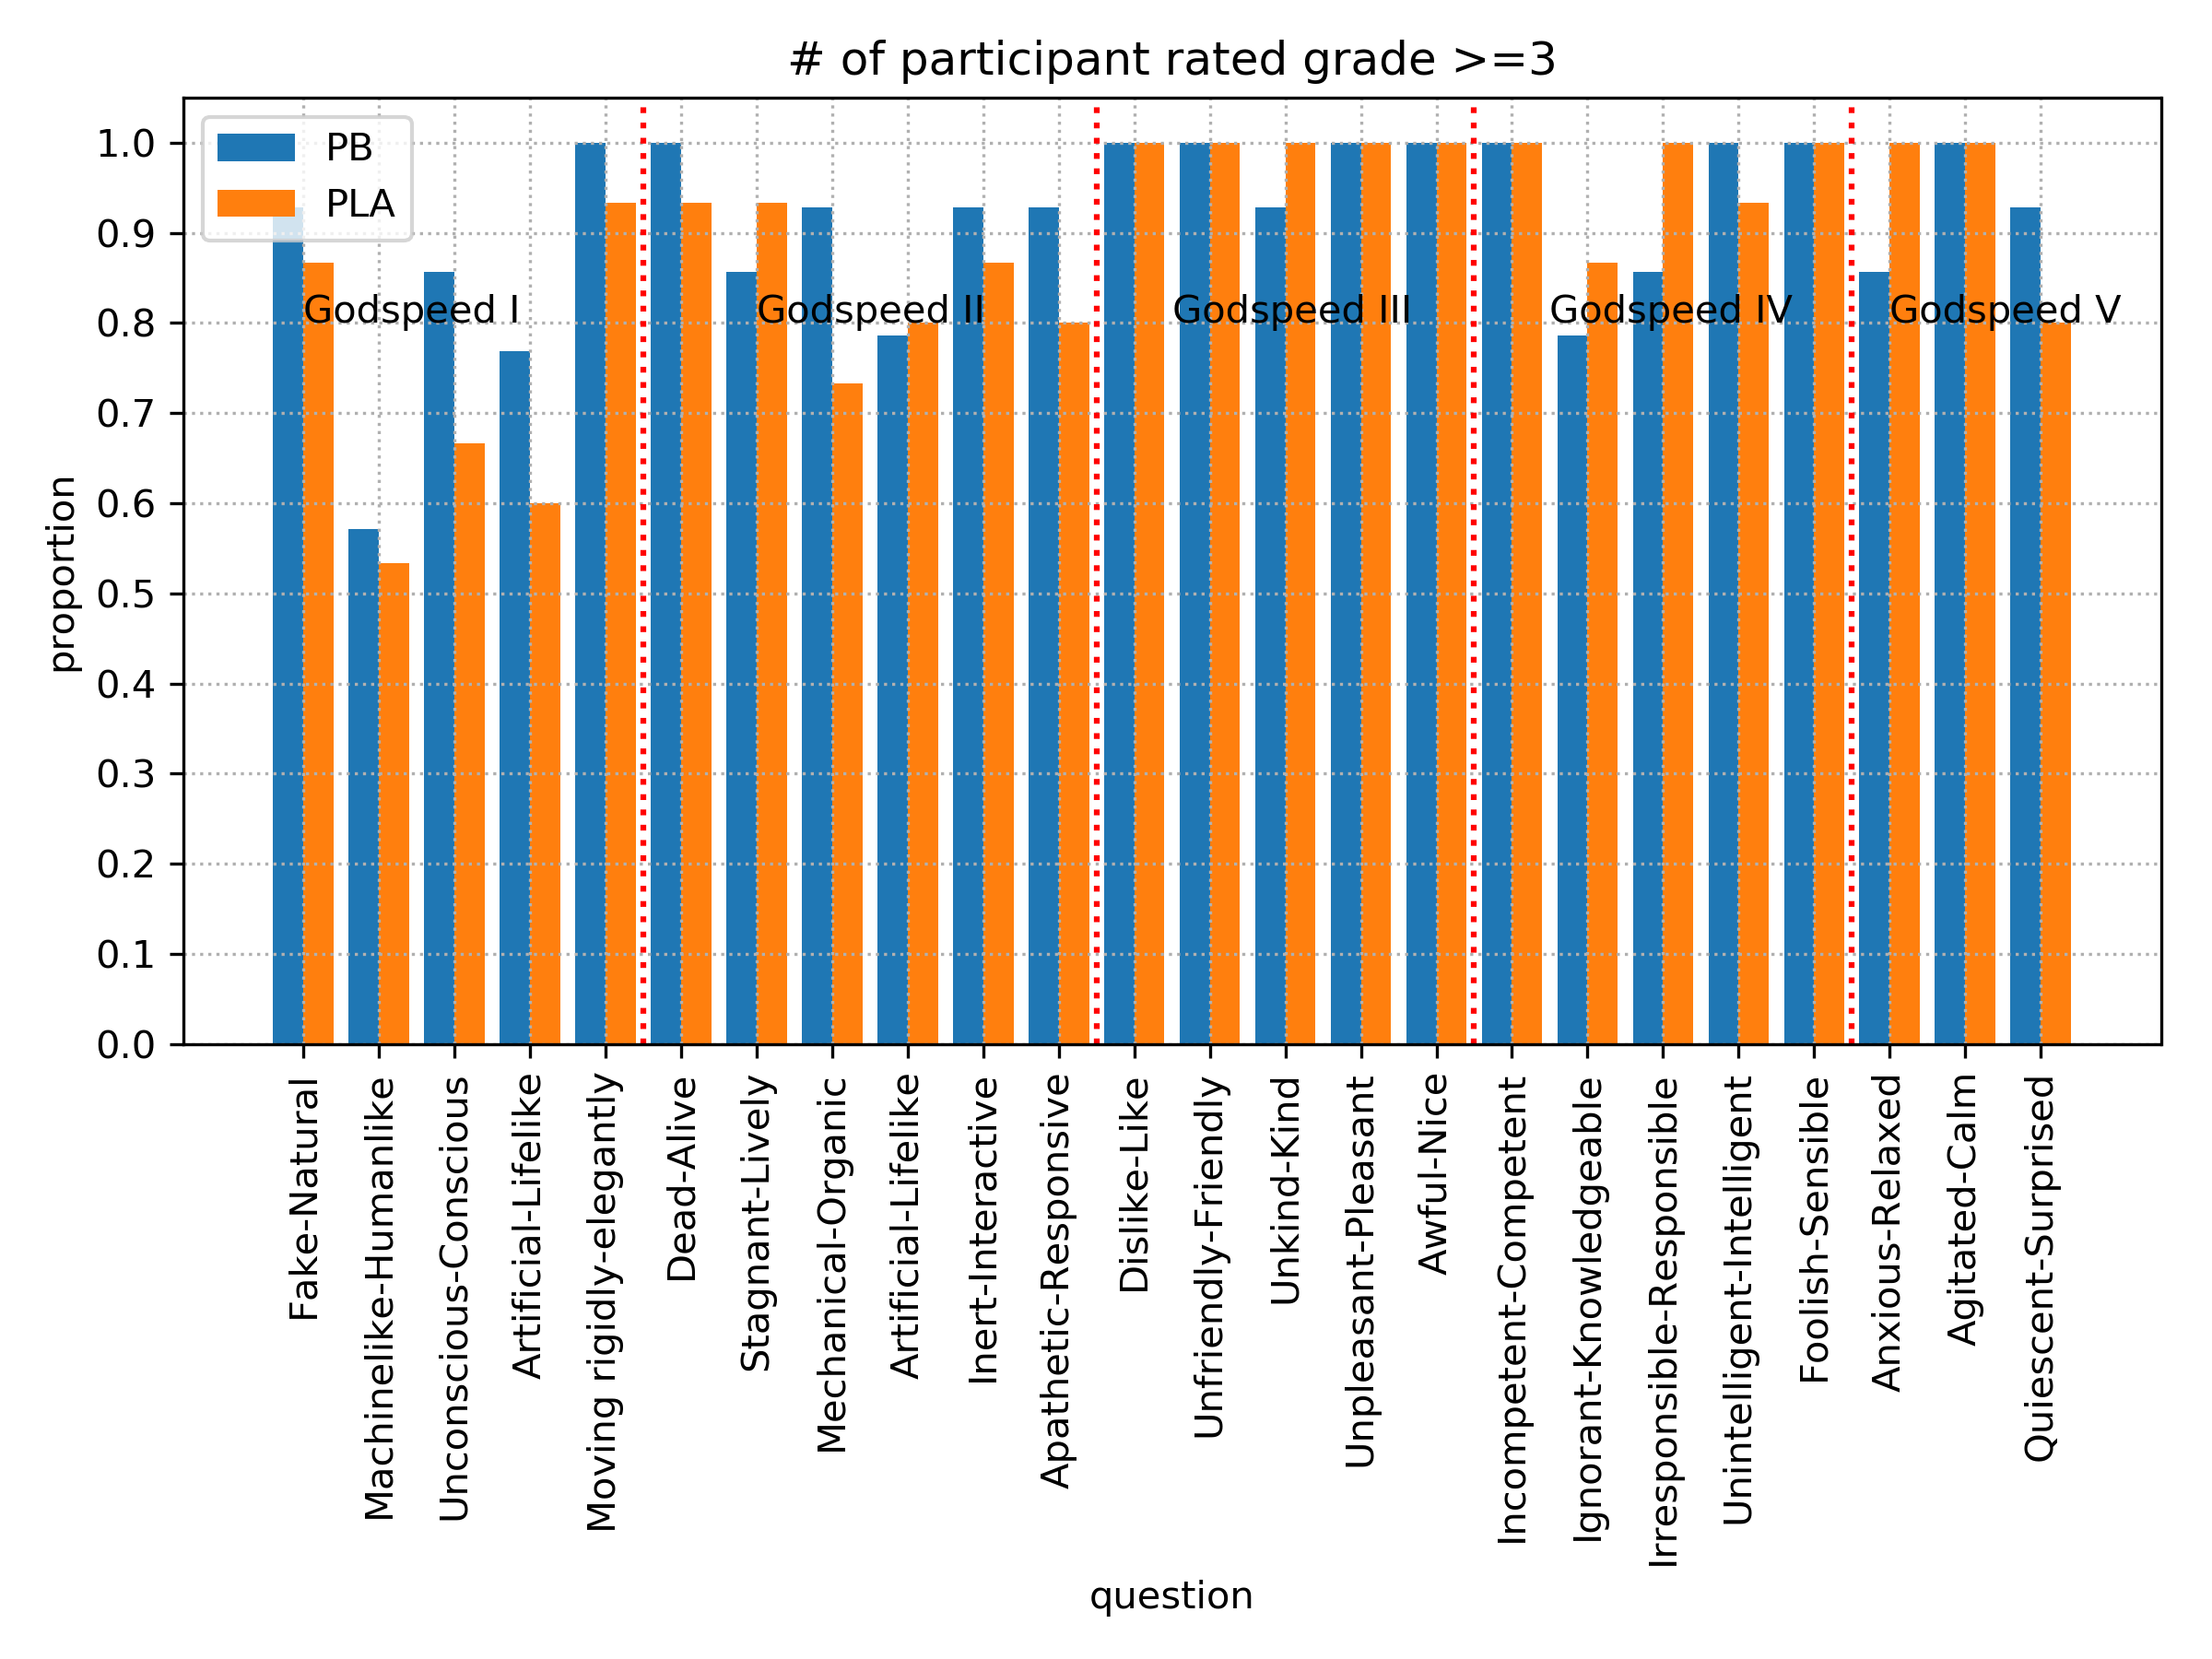 # of participant rated grade >=3
PB
PLA
1.0
0.9
0.8
0.7
0.6
0.5
0.4
0.3
0.2
0.1
0.0
proportion
Godspeed I
Godspeed II
Godspeed III
Godspeed IV
Godspeed V
Fake-Natural
Machinelike-Humanlike
Unconscious-Conscious
Artificial-Lifelike
Moving rigidly-elegantly
Dead-Alive
Stagnant-Lively
Mechanical-Organic
Artificial-Lifelike
Inert-Interactive
Apathetic-Responsive
Dislike-Like
Unfriendly-Friendly
Unkind-Kind
Unpleasant-Pleasant
Awful-Nice
Incompetent-Competent
Ignorant-Knowledgeable
Irresponsible-Responsible
Unintelligent-Intelligent
Foolish-Sensible
Anxious-Relaxed
Agitated-Calm
Quiescent-Surprised
question